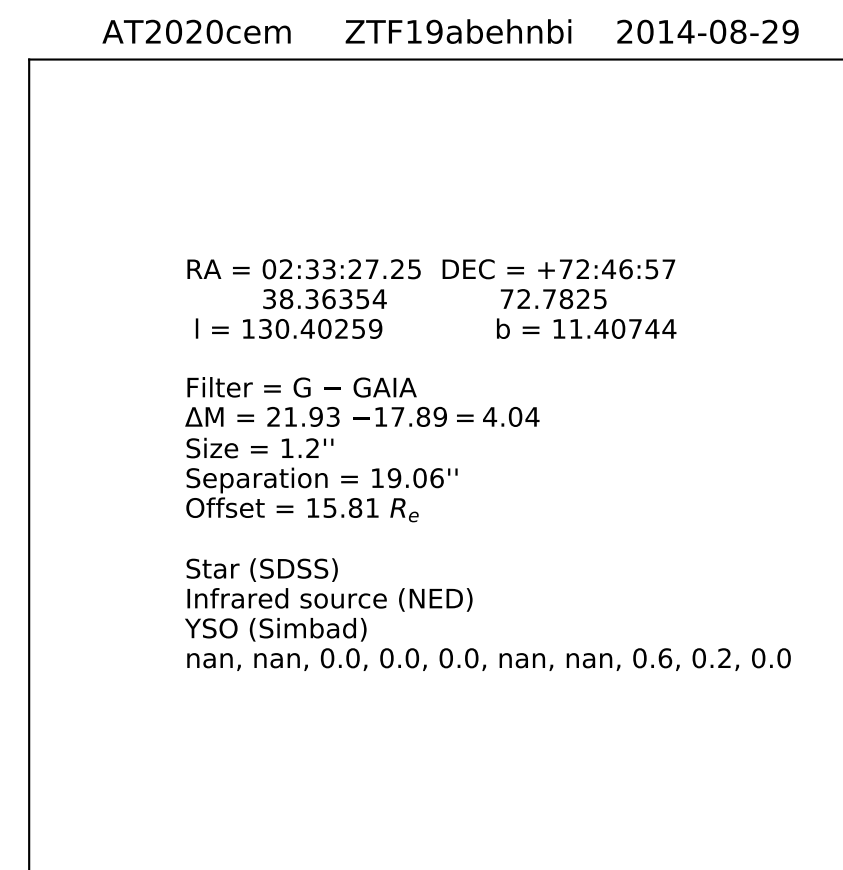 AT2020cem ZTF19abehnbi 2014-08-29
RA = 02:33:27.25 DEC = +72:46:57
38.36354 72.7825
l = 130.40259 b = 11.40744
Filter = G − GAIA
ΔM = 21.93 −17.89 = 4.04
Size = 1.2''
Separation = 19.06''
Offset = 15.81 Re
Star (SDSS)
Infrared source (NED)
YSO (Simbad)
nan, nan, 0.0, 0.0, 0.0, nan, nan, 0.6, 0.2, 0.0